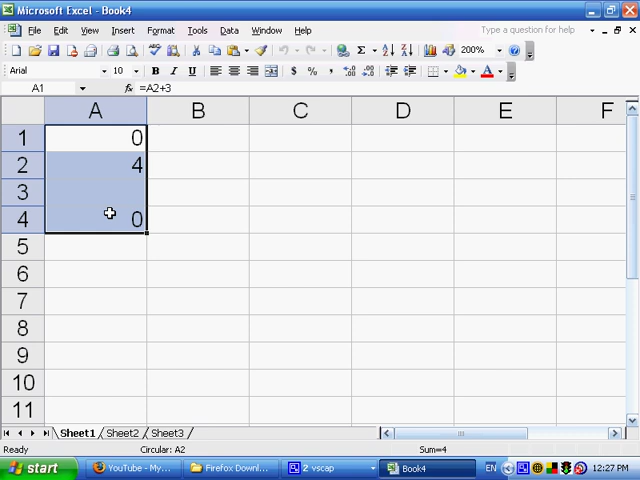 Microsoft Excel - Book4
File Edit View Insert Format Tools Data Window Help Type a question for help
Σ 200%
Arial 10 B I U $ % , A
A1 fx =A2+3
A B C D E F
1 0
2 4
3
4 0
5
6
7
8
9
10
11
Sheet1 Sheet2 Sheet3
Ready Circular: A2 Sum=4
start YouTube - My... Firefox Downl... 2 vscap Book4 EN 12:27 PM